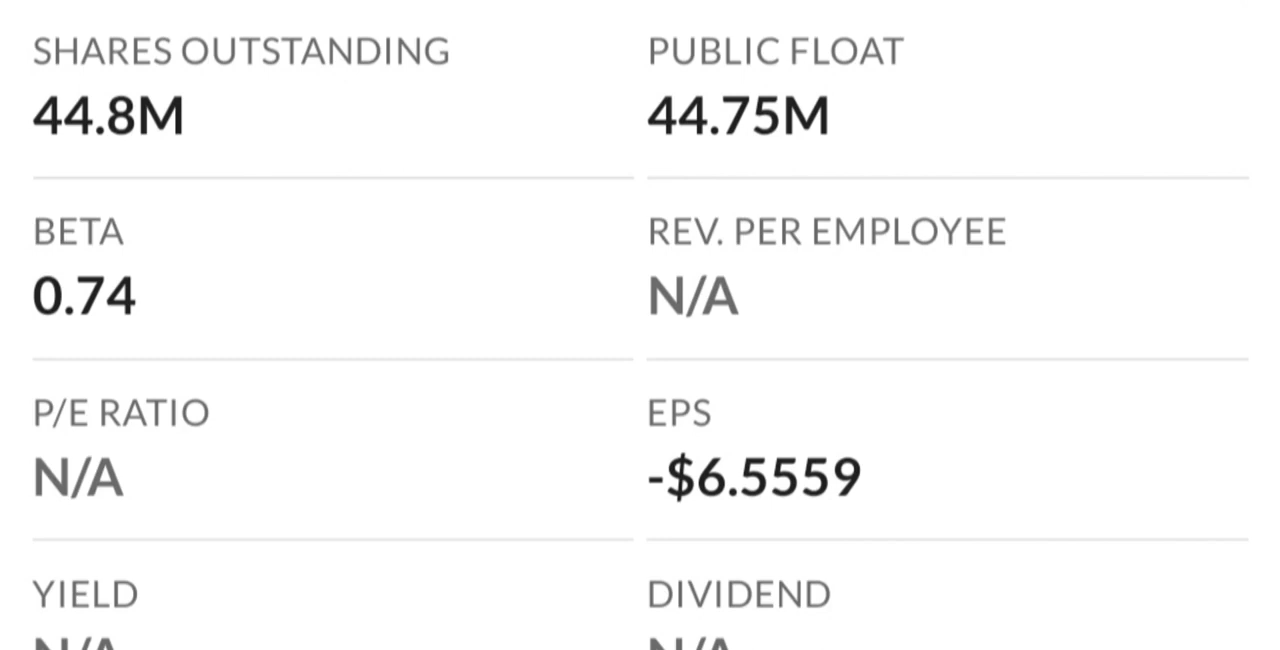 SHARES OUTSTANDING
44.8M
PUBLIC FLOAT
44.75M
BETA
0.74
REV. PER EMPLOYEE
N/A
P/E RATIO
N/A
EPS
-$6.5559
YIELD
N/A
DIVIDEND
N/A